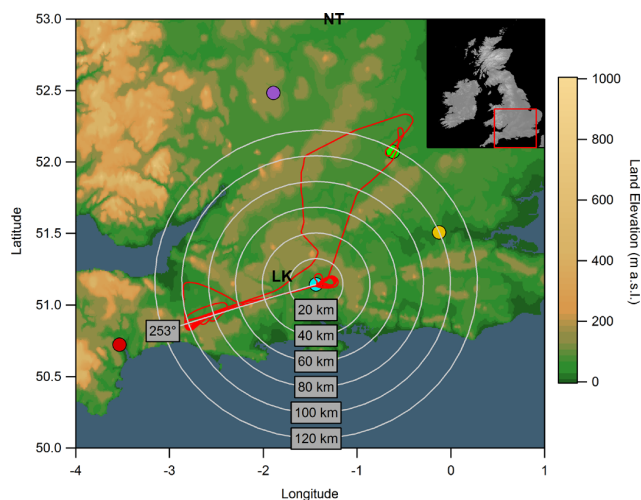 NT
53.0
52.5
52.0
51.5
51.0
50.5
50.0
Latitude
LK
253°
20 km
40 km
60 km
80 km
100 km
120 km
-4
-3
-2
-1
0
1
Longitude
1000
800
600
400
200
0
Land Elevation (m a.s.l.)